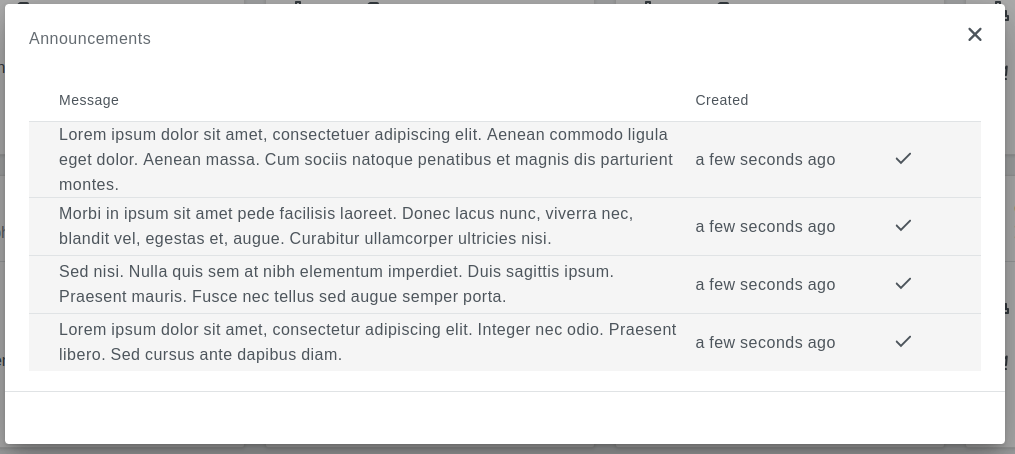 Announcements
Message Created
Lorem ipsum dolor sit amet, consectetuer adipiscing elit. Aenean commodo ligula
eget dolor. Aenean massa. Cum sociis natoque penatibus et magnis dis parturient
montes.
a few seconds ago
Morbi in ipsum sit amet pede facilisis laoreet. Donec lacus nunc, viverra nec,
blandit vel, egestas et, augue. Curabitur ullamcorper ultricies nisi.
a few seconds ago
Sed nisi. Nulla quis sem at nibh elementum imperdiet. Duis sagittis ipsum.
Praesent mauris. Fusce nec tellus sed augue semper porta.
a few seconds ago
Lorem ipsum dolor sit amet, consectetur adipiscing elit. Integer nec odio. Praesent
libero. Sed cursus ante dapibus diam.
a few seconds ago